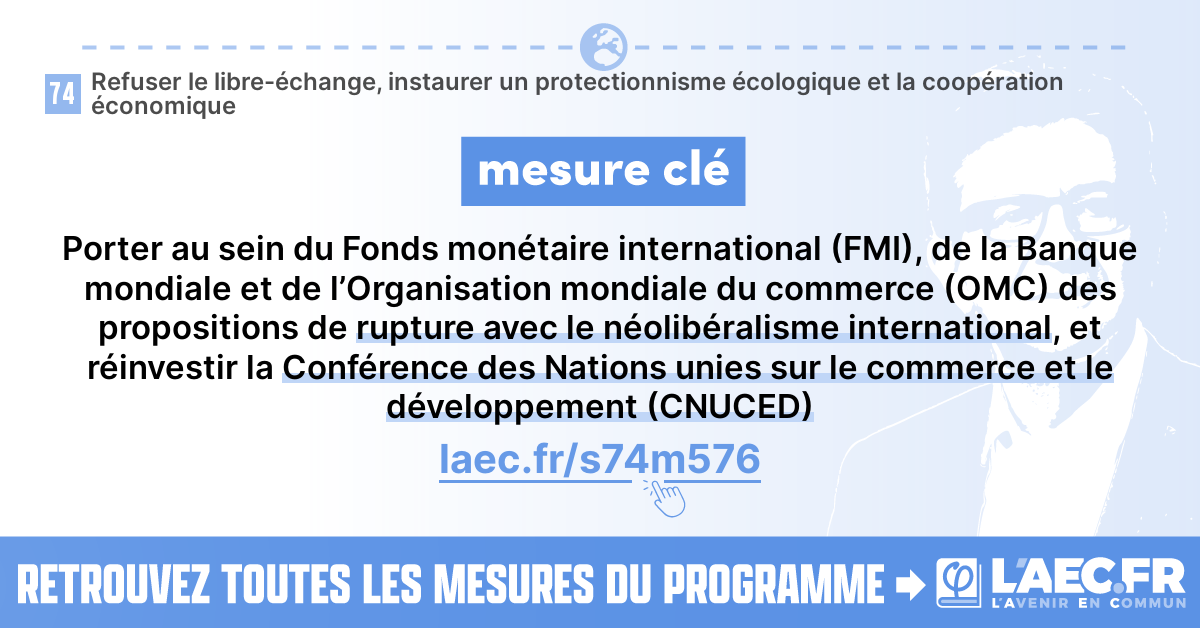 74
Refuser le libre-échange, instaurer un protectionnisme écologique et la coopération
économique
mesure clé
Porter au sein du Fonds monétaire international (FMI), de la Banque
mondiale et de l’Organisation mondiale du commerce (OMC) des
propositions de rupture avec le néolibéralisme international, et
réinvestir la Conférence des Nations unies sur le commerce et le
développement (CNUCED)
laec.fr/s74m576
RETROUVEZ TOUTES LES MESURES DU PROGRAMME
φ
L'AEC.FR
L'AVENIR EN COMMUN